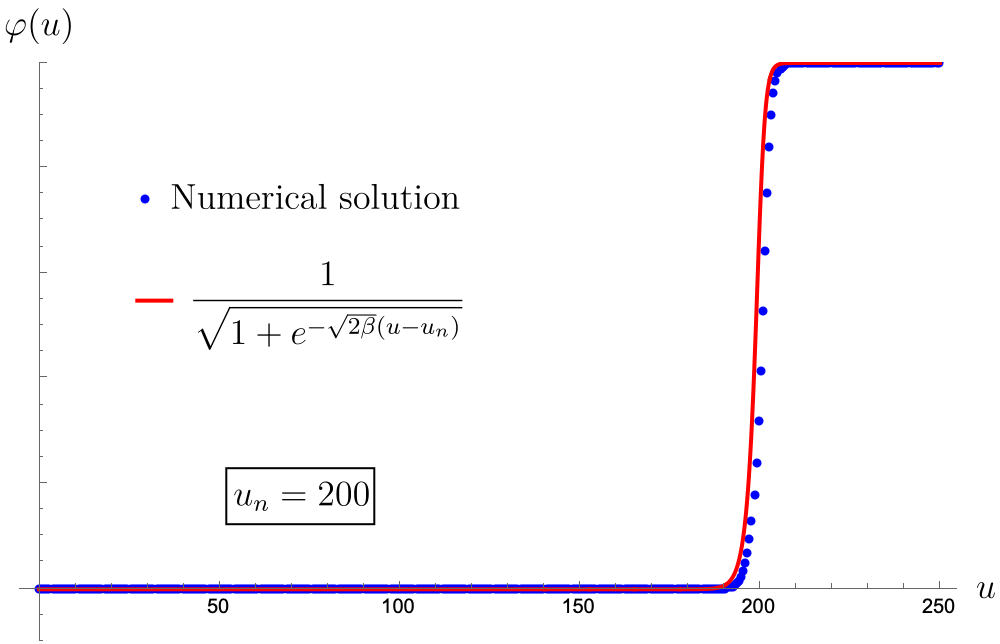 φ(u)
Numerical solution
1
√1 + e^−√2β(u−u_n)
u_n = 200
50 100 150 200 250 u